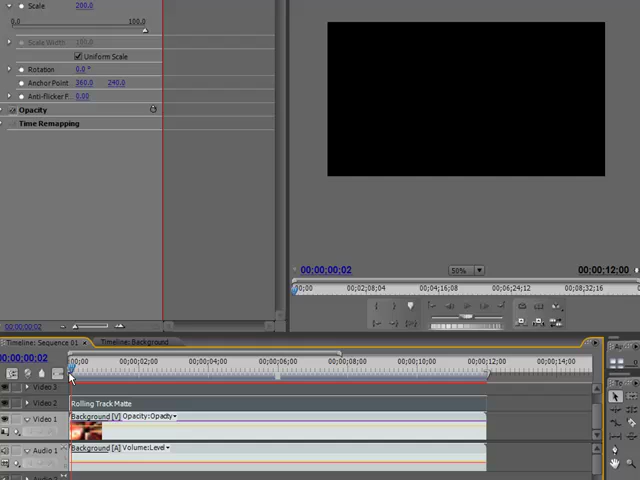 Scale 200.0
0.0 100.0
Scale Width 100.0
Uniform Scale
Rotation 0.0 °
Anchor Point 360.0 240.0
Anti-flicker F... 0.00
Opacity
Time Remapping
00;00;00;02 50% 00;00;12;00
00;00 00;02;08;04 00;04;16;08 00;06;24;12 00;08;32;16
00;00;00;02
Timeline: Sequence 01 Timeline: Background
00;00;00;02
00;00 00;00;02;00 00;00;04;00 00;00;06;00 00;00;08;00 00;00;10;00 00;00;12;00 00;00;14;00
Video 3
Video 2 Rolling Track Matte
Video 1 Background [V] Opacity:Opacity
Audio 1 Background [A] Volume:Level